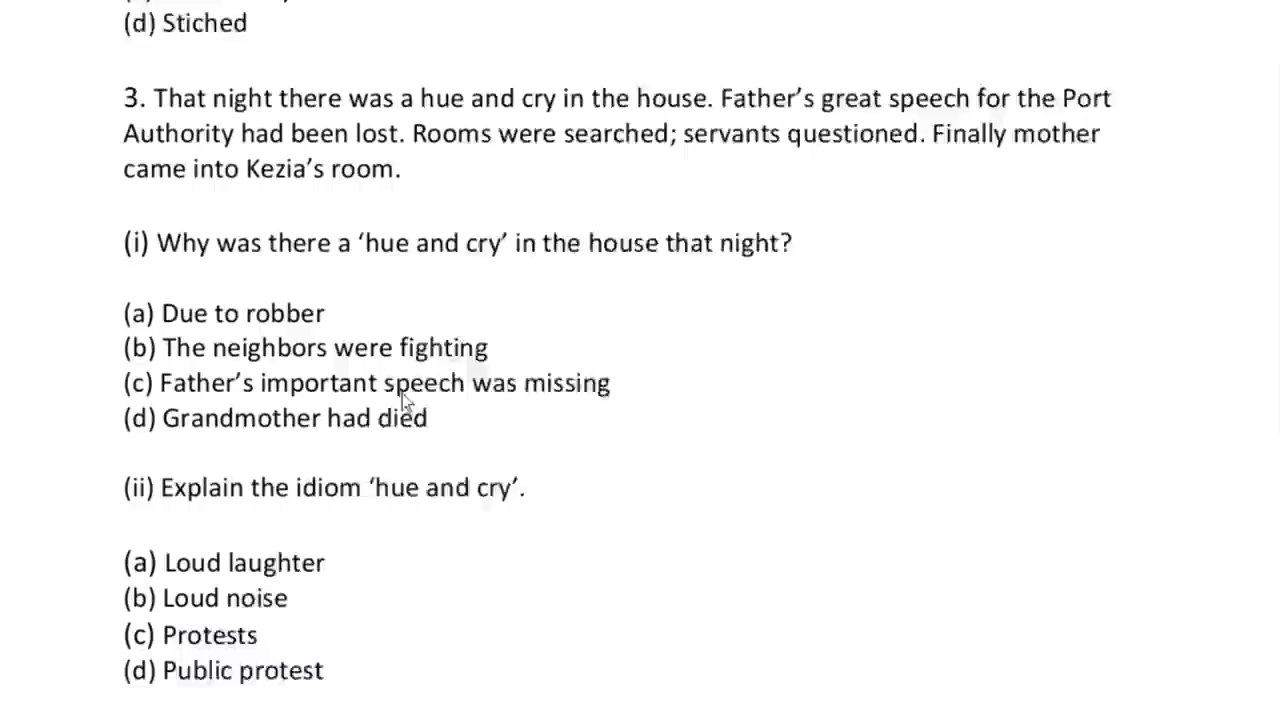 (d) Stiched
3. That night there was a hue and cry in the house. Father’s great speech for the Port
Authority had been lost. Rooms were searched; servants questioned. Finally mother
came into Kezia’s room.
(i) Why was there a ‘hue and cry’ in the house that night?
(a) Due to robber
(b) The neighbors were fighting
(c) Father’s important speech was missing
(d) Grandmother had died
(ii) Explain the idiom ‘hue and cry’.
(a) Loud laughter
(b) Loud noise
(c) Protests
(d) Public protest